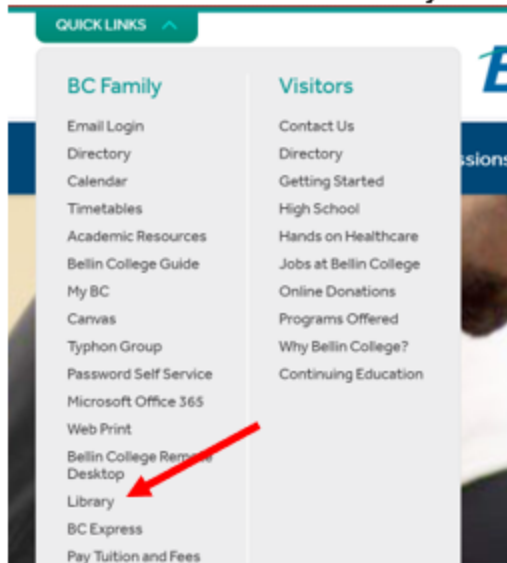 QUICK LINKS
BC Family
Email Login
Directory
Calendar
Timetables
Academic Resources
Bellin College Guide
My BC
Canvas
Typhon Group
Password Self Service
Microsoft Office 365
Web Print
Bellin College Remote
Desktop
Library
BC Express
Pay Tuition and Fees
Visitors
Contact Us
Directory
Getting Started
High School
Hands on Healthcare
Jobs at Bellin College
Online Donations
Programs Offered
Why Bellin College?
Continuing Education
B
ssions